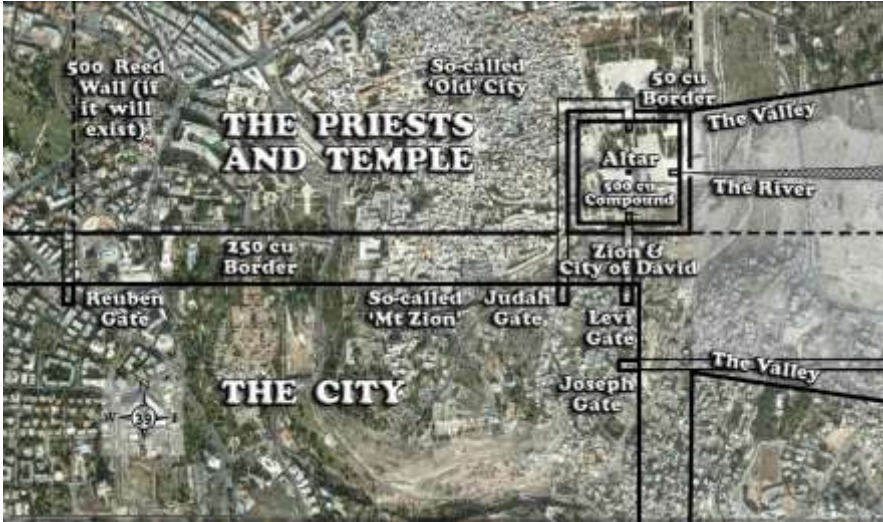 500 Reed
Wall (if
it will
exist)
So-called
'Old' City
50 cu
Border
The Valley
THE PRIESTS
AND TEMPLE
Altar
500 cu
Compound
The River
250 cu
Border
Zion &
City of David
Reuben
Gate
So-called
'Mt Zion'
Judah
Gate
Levi
Gate
THE CITY
Joseph
Gate
The Valley
N
W
39
E
S